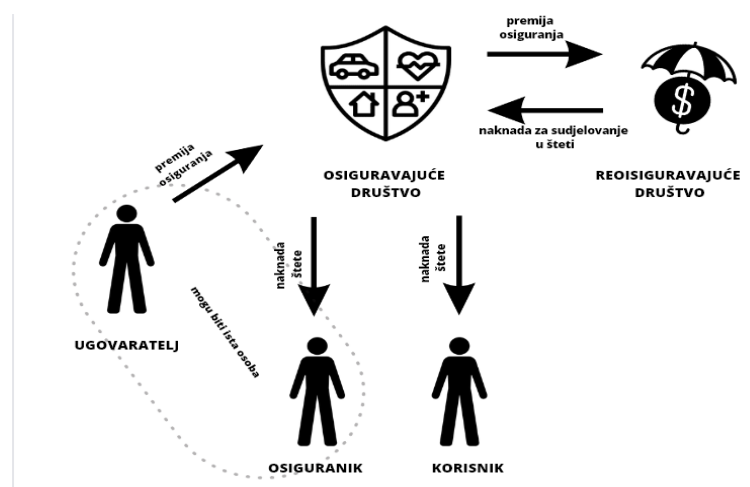 premija
osiguranja
naknada za sudjelovanje
u šteti
OSIGURAVAJUĆE
DRUŠTVO
REOISIGURAVAJUĆE
DRUŠTVO
premija
osiguranja
naknada
štete
naknada
štete
mogu biti ista osoba
UGOVARATELJ
OSIGURANIK
KORISNIK